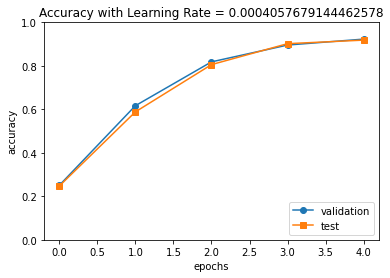 Accuracy with Learning Rate = 0.0004057679144462578
1.0
0.8
0.6
0.4
0.2
0.0
accuracy
0.0 0.5 1.0 1.5 2.0 2.5 3.0 3.5 4.0
epochs
validation
test